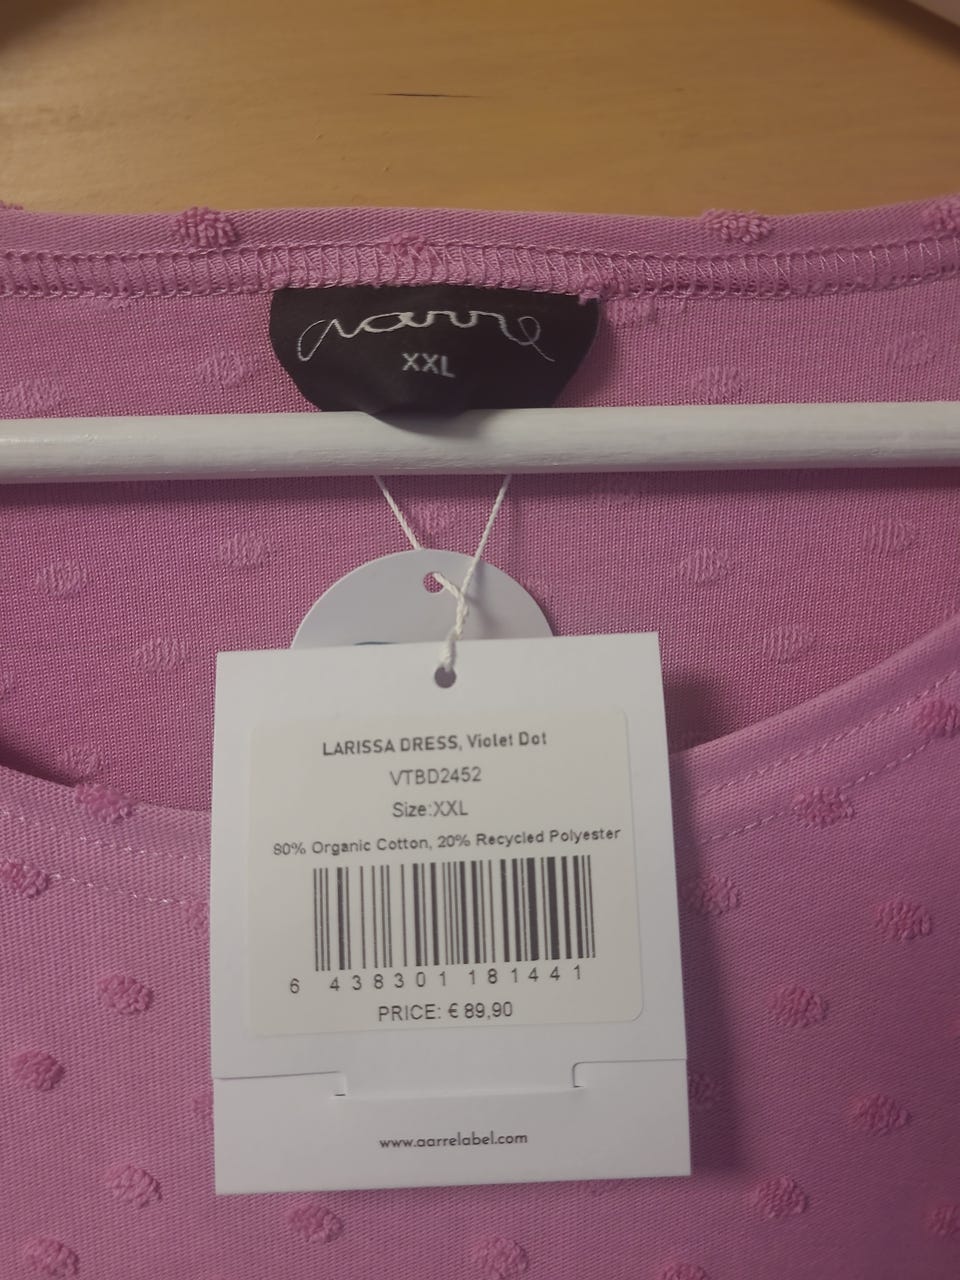 aarre
XXL
LARISSA DRESS, Violet Dot
VTBD2452
Size:XXL
80% Organic Cotton, 20% Recycled Polyester
6 438301 181441
PRICE: € 89,90
www.aarrelabel.com